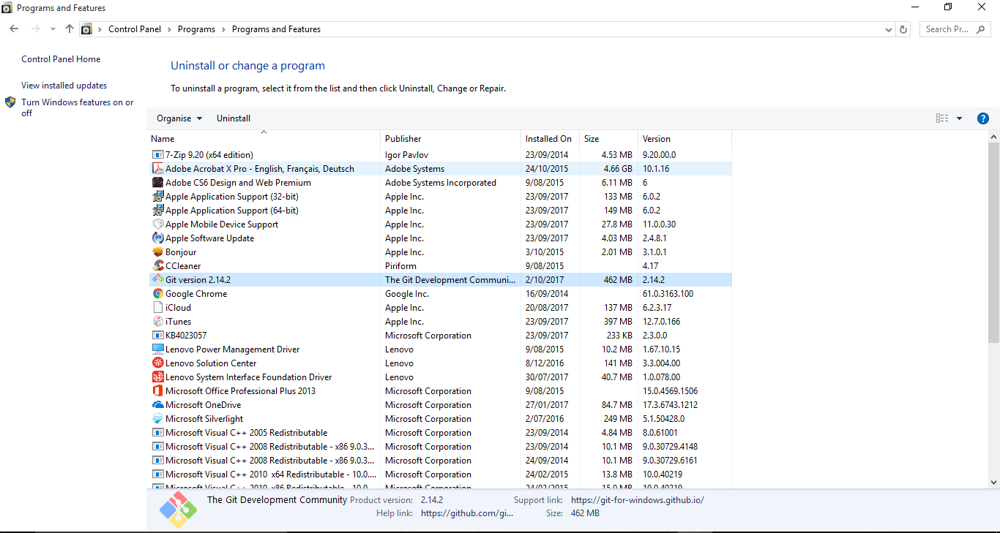 Programs and Features
Control Panel > Programs > Programs and Features
Search Pr...
Control Panel Home
View installed updates
Turn Windows features on or
off
Uninstall or change a program
To uninstall a program, select it from the list and then click Uninstall, Change or Repair.
Organise Uninstall
Name Publisher Installed On Size Version
7-Zip 9.20 (x64 edition) Igor Pavlov 23/09/2014 4.53 MB 9.20.00.0
Adobe Acrobat X Pro - English, Français, Deutsch Adobe Systems 24/10/2015 4.66 GB 10.1.16
Adobe CS6 Design and Web Premium Adobe Systems Incorporated 9/08/2015 6.11 MB 6
Apple Application Support (32-bit) Apple Inc. 23/09/2017 133 MB 6.0.2
Apple Application Support (64-bit) Apple Inc. 23/09/2017 149 MB 6.0.2
Apple Mobile Device Support Apple Inc. 23/09/2017 27.8 MB 11.0.0.30
Apple Software Update Apple Inc. 23/09/2017 4.03 MB 2.4.8.1
Bonjour Apple Inc. 3/10/2015 2.01 MB 3.1.0.1
CCleaner Piriform 9/08/2015 4.17
Git version 2.14.2 The Git Development Communi... 2/10/2017 462 MB 2.14.2
Google Chrome Google Inc. 16/09/2014 61.0.3163.100
iCloud Apple Inc. 20/08/2017 137 MB 6.2.3.17
iTunes Apple Inc. 23/09/2017 397 MB 12.7.0.166
KB4023057 Microsoft Corporation 23/09/2017 233 KB 2.3.0.0
Lenovo Power Management Driver Lenovo 9/08/2015 10.2 MB 1.67.10.15
Lenovo Solution Center Lenovo 8/12/2016 141 MB 3.3.004.00
Lenovo System Interface Foundation Driver Lenovo 30/07/2017 40.7 MB 1.0.078.00
Microsoft Office Professional Plus 2013 Microsoft Corporation 9/08/2015 15.0.4569.1506
Microsoft OneDrive Microsoft Corporation 27/01/2017 84.7 MB 17.3.6743.1212
Microsoft Silverlight Microsoft Corporation 2/07/2016 249 MB 5.1.50428.0
Microsoft Visual C++ 2005 Redistributable Microsoft Corporation 23/09/2014 4.84 MB 8.0.61001
Microsoft Visual C++ 2008 Redistributable - x86 9.0.3... Microsoft Corporation 23/09/2014 10.1 MB 9.0.30729.4148
Microsoft Visual C++ 2008 Redistributable - x86 9.0.3... Microsoft Corporation 24/09/2014 10.1 MB 9.0.30729.6161
Microsoft Visual C++ 2010 x64 Redistributable - 10.0.... Microsoft Corporation 24/02/2015 13.8 MB 10.0.40219
Microsoft Visual C++ 2010 x86 Redistributable - 10.0.... Microsoft Corporation 24/02/2015 15.0 MB 10.0.40219
The Git Development Community Product version: 2.14.2 Support link: https://git-for-windows.github.io/
Help link: https://github.com/gi... Size: 462 MB